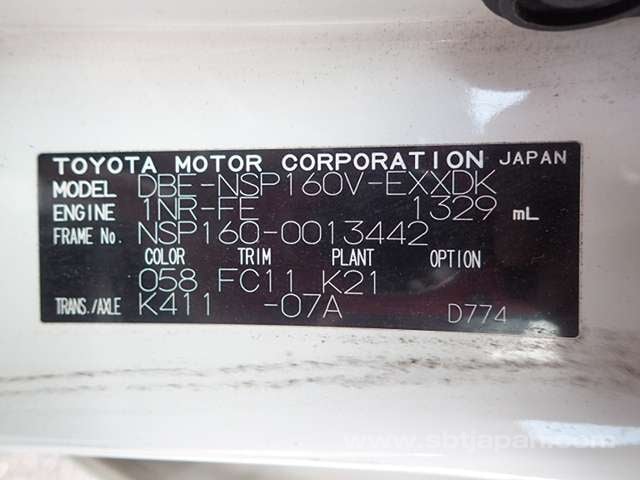 TOYOTA MOTOR CORPORATION JAPAN
MODEL DBE-NSP160V-EXXDK
ENGINE 1NR-FE 1329 mL
FRAME No. NSP160-0013442
COLOR TRIM PLANT OPTION
058 FC11 K21
TRANS./AXLE K411 -07A D774
www.sbtjapan.com